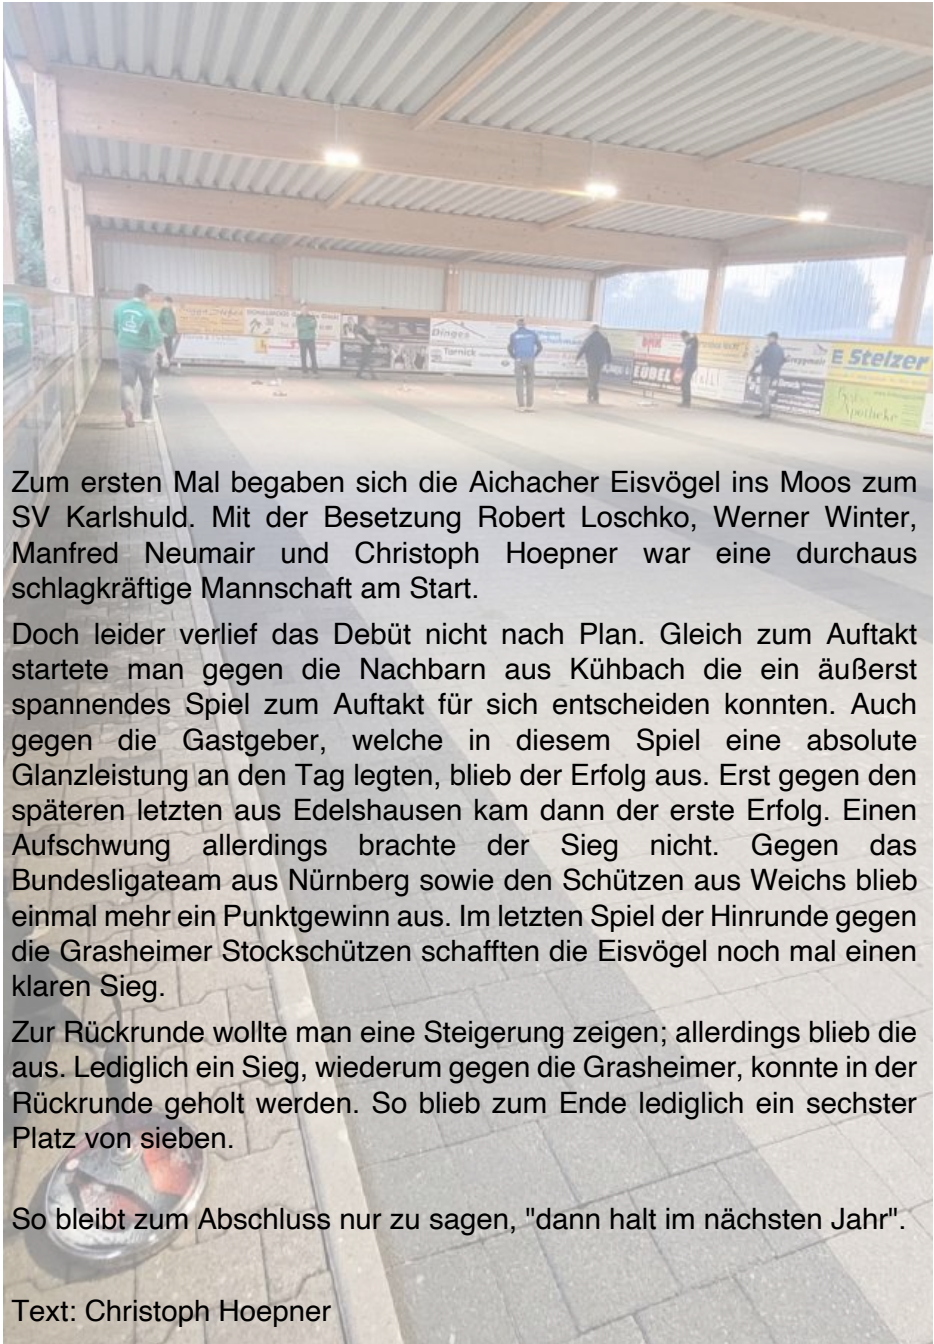 Dinges
Tarnick
EÜBEL
E Stelzer
Apotheke
Zum ersten Mal begaben sich die Aichacher Eisvögel ins Moos zum
SV Karlshuld. Mit der Besetzung Robert Loschko, Werner Winter,
Manfred Neumair und Christoph Hoepner war eine durchaus
schlagkräftige Mannschaft am Start.
Doch leider verlief das Debüt nicht nach Plan. Gleich zum Auftakt
startete man gegen die Nachbarn aus Kühbach die ein äußerst
spannendes Spiel zum Auftakt für sich entscheiden konnten. Auch
gegen die Gastgeber, welche in diesem Spiel eine absolute
Glanzleistung an den Tag legten, blieb der Erfolg aus. Erst gegen den
späteren letzten aus Edelshausen kam dann der erste Erfolg. Einen
Aufschwung allerdings brachte der Sieg nicht. Gegen das
Bundesligateam aus Nürnberg sowie den Schützen aus Weichs blieb
einmal mehr ein Punktgewinn aus. Im letzten Spiel der Hinrunde gegen
die Grasheimer Stockschützen schafften die Eisvögel noch mal einen
klaren Sieg.
Zur Rückrunde wollte man eine Steigerung zeigen; allerdings blieb die
aus. Lediglich ein Sieg, wiederum gegen die Grasheimer, konnte in der
Rückrunde geholt werden. So blieb zum Ende lediglich ein sechster
Platz von sieben.
So bleibt zum Abschluss nur zu sagen, "dann halt im nächsten Jahr".
Text: Christoph Hoepner